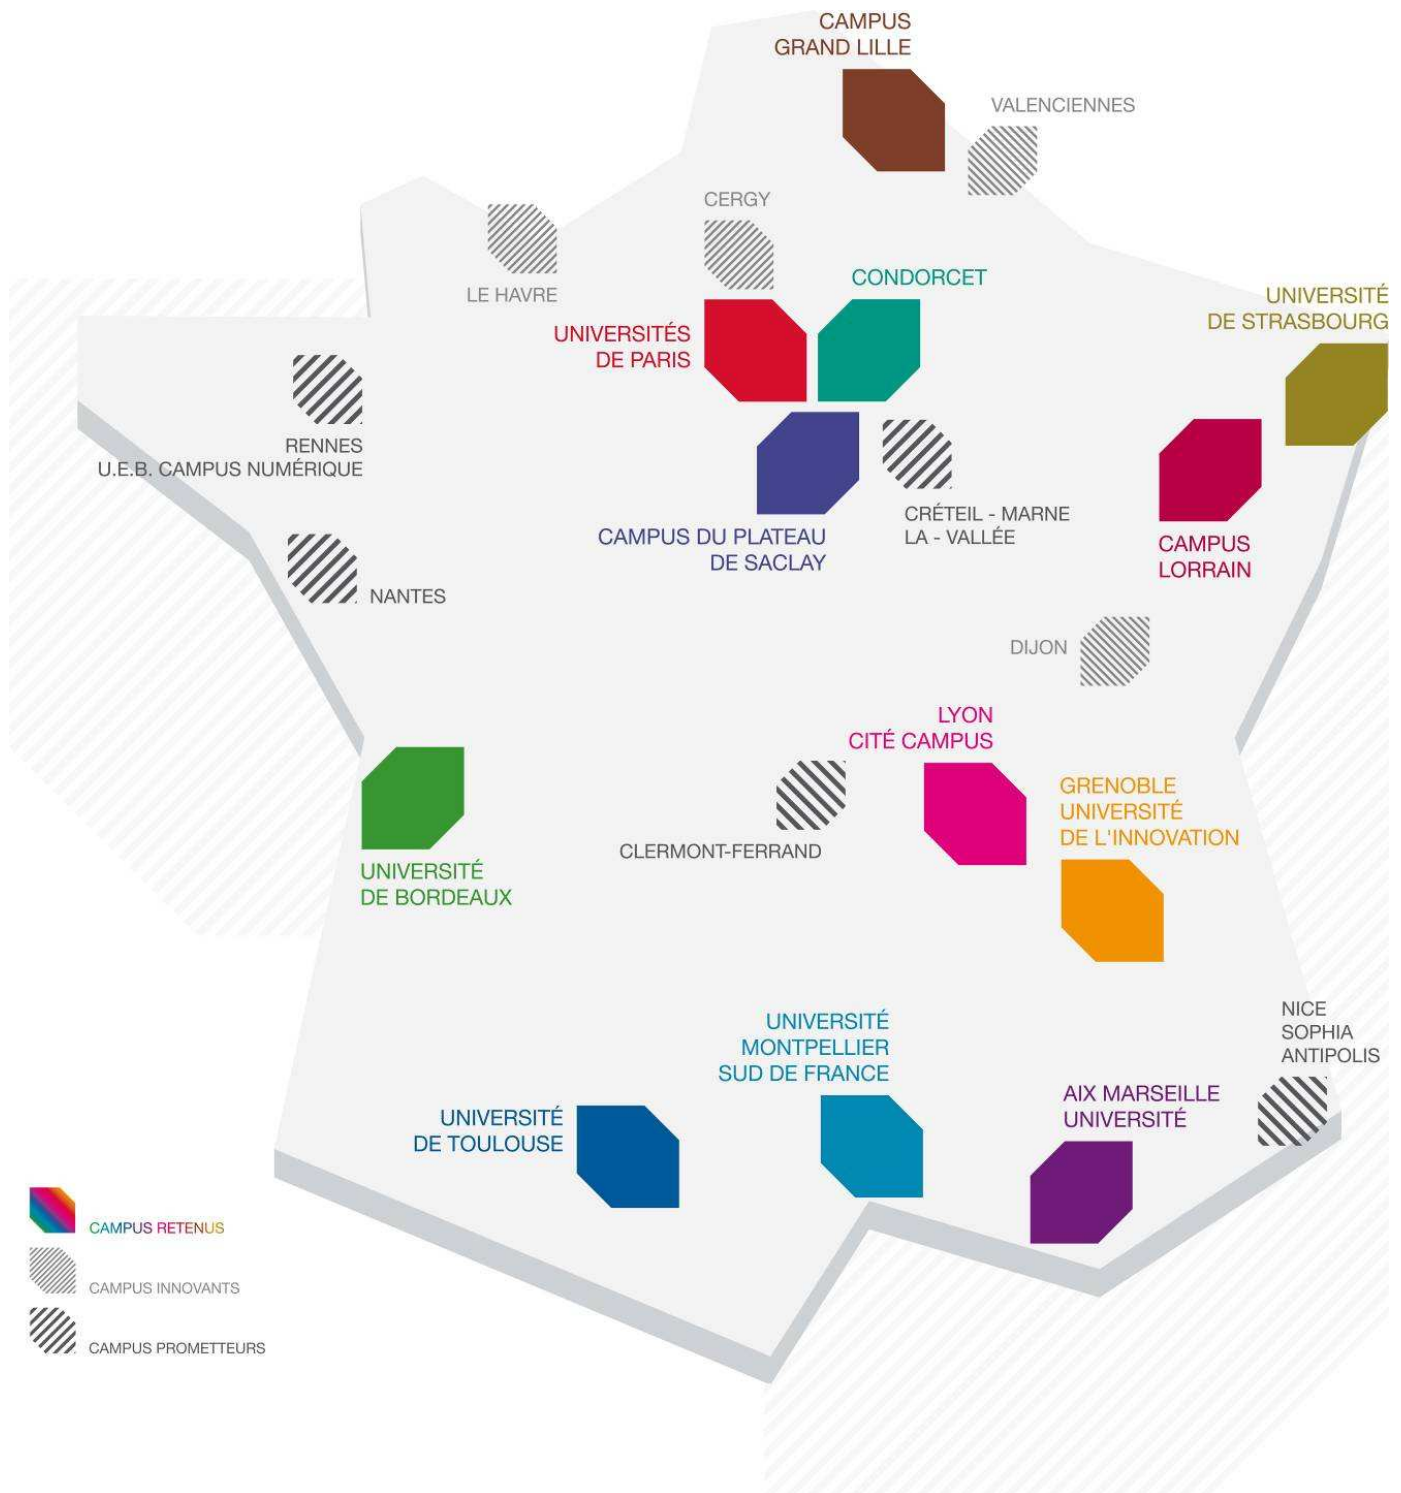 CAMPUS
GRAND LILLE
VALENCIENNES
CERGY
LE HAVRE
CONDORCET
UNIVERSITÉ
DE STRASBOURG
UNIVERSITÉS
DE PARIS
RENNES
U.E.B. CAMPUS NUMÉRIQUE
CRÉTEIL - MARNE
LA - VALLÉE
CAMPUS DU PLATEAU
DE SACLAY
CAMPUS
LORRAIN
NANTES
DIJON
LYON
CITÉ CAMPUS
GRENOBLE
UNIVERSITÉ
DE L'INNOVATION
CLERMONT-FERRAND
UNIVERSITÉ
DE BORDEAUX
NICE
SOPHIA
ANTIPOLIS
UNIVERSITÉ
MONTPELLIER
SUD DE FRANCE
AIX MARSEILLE
UNIVERSITÉ
UNIVERSITÉ
DE TOULOUSE
CAMPUS RETENUS
CAMPUS INNOVANTS
CAMPUS PROMETTEURS